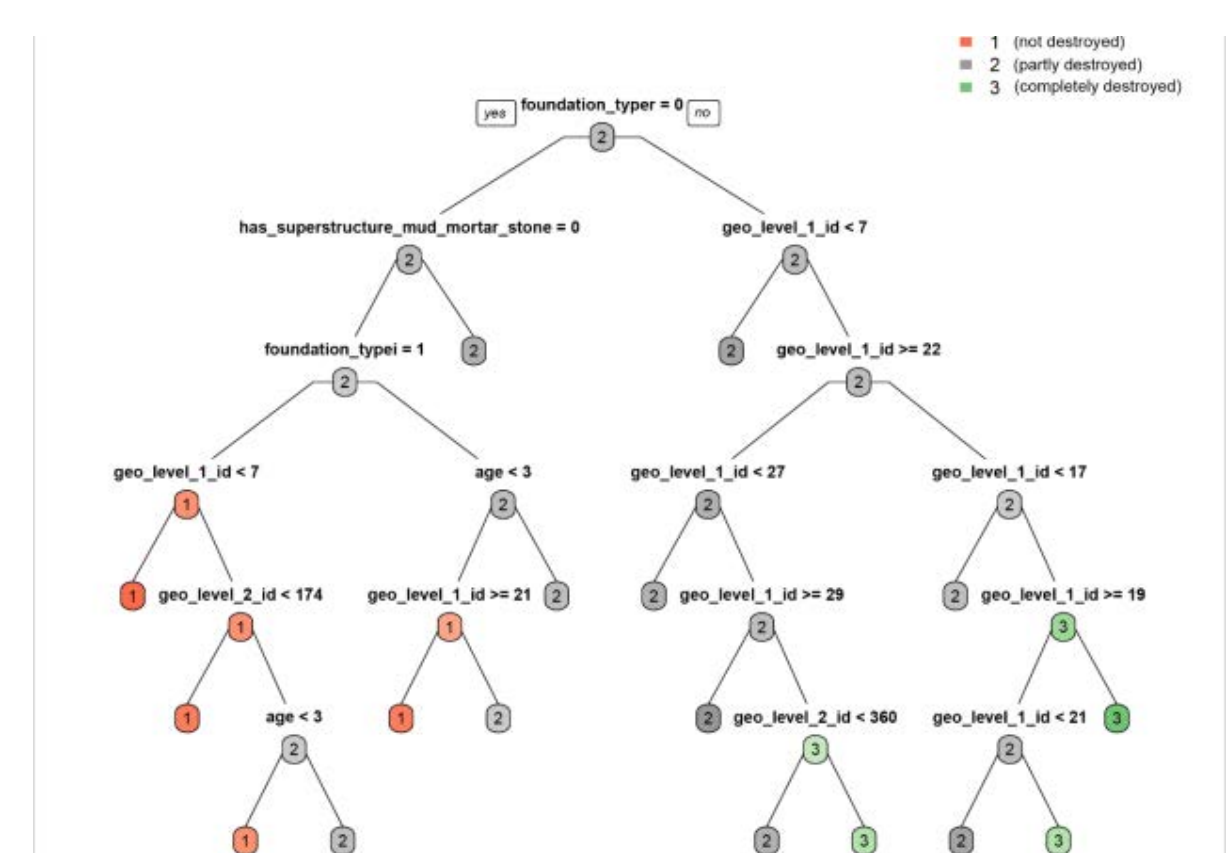 1 (not destroyed)
2 (partly destroyed)
3 (completely destroyed)
yes foundation_typer = 0 no
2
has_superstructure_mud_mortar_stone = 0 geo_level_1_id < 7
2 2
foundation_typei = 1 2 2 geo_level_1_id >= 22
2 2
geo_level_1_id < 7 age < 3 geo_level_1_id < 27 geo_level_1_id < 17
1 2 2 2
1 geo_level_2_id < 174 geo_level_1_id >= 21 2 2 geo_level_1_id >= 29 2 geo_level_1_id >= 19
1 1 2 3
1 age < 3 1 2 2 geo_level_2_id < 360 geo_level_1_id < 21 3
2 3 2
1 2 2 3 2 3